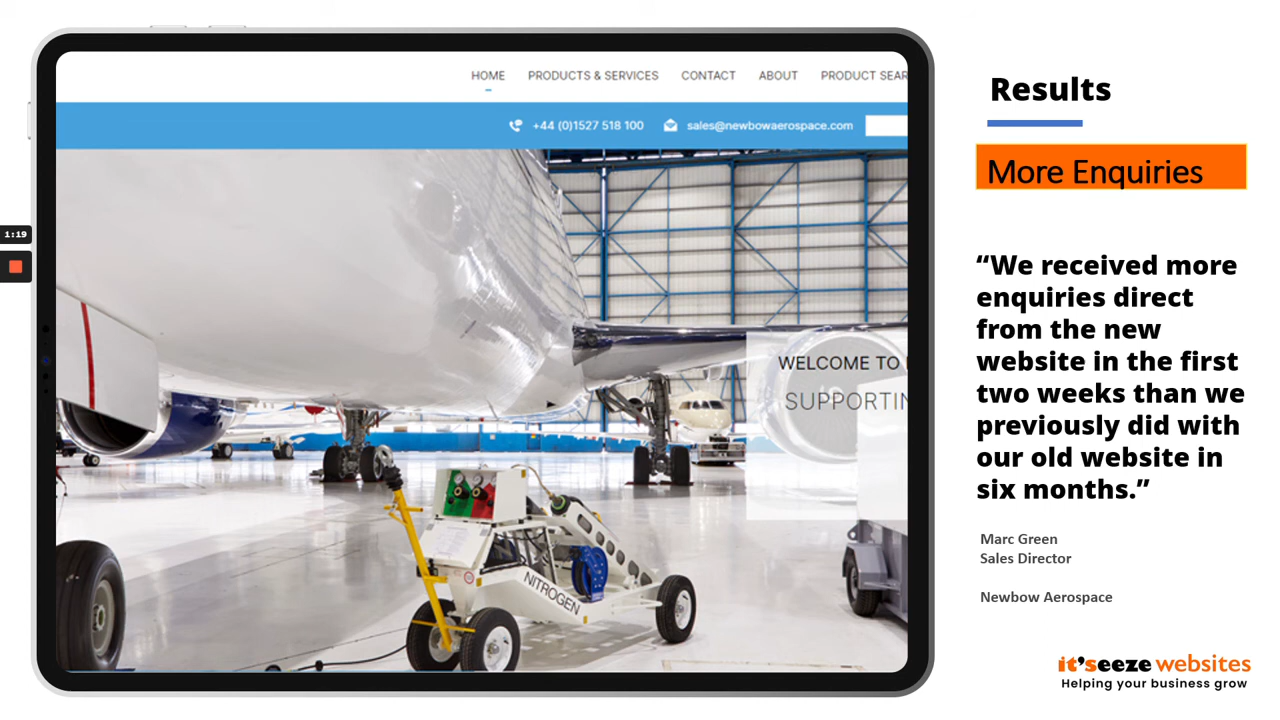 HOME PRODUCTS & SERVICES CONTACT ABOUT PRODUCT SEAR
+44 (0)1527 518 100 sales@newbowaerospace.com
WELCOME TO
SUPPORTIN
NITROGEN
1:19
Results
More Enquiries
“We received more
enquiries direct
from the new
website in the first
two weeks than we
previously did with
our old website in
six months.”
Marc Green
Sales Director
Newbow Aerospace
it’seeze websites
Helping your business grow